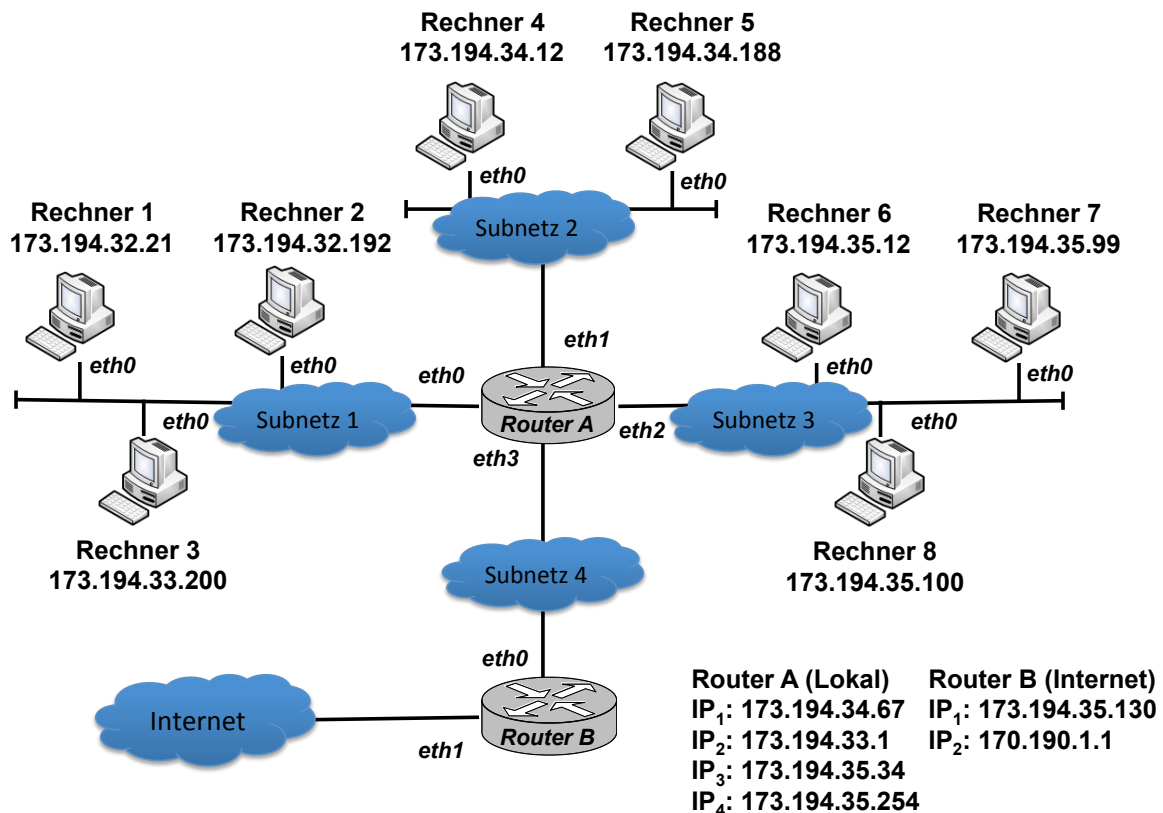 Rechner 4
173.194.34.12
Rechner 5
173.194.34.188
eth0
eth0
Subnetz 2
Rechner 1
173.194.32.21
Rechner 2
173.194.32.192
Rechner 6
173.194.35.12
Rechner 7
173.194.35.99
eth1
eth0
eth0
eth0
eth0
eth0
eth0
Subnetz 1
Router A
eth2
Subnetz 3
eth0
eth3
Rechner 3
173.194.33.200
Rechner 8
173.194.35.100
Subnetz 4
eth0
Internet
eth1
Router B
Router A (Lokal)
IP1: 173.194.34.67
IP2: 173.194.33.1
IP3: 173.194.35.34
IP4: 173.194.35.254
Router B (Internet)
IP1: 173.194.35.130
IP2: 170.190.1.1